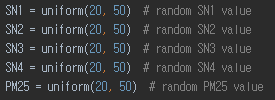 SN1 = uniform(20, 50)  # random SN1 value
SN2 = uniform(20, 50)  # random SN2 value
SN3 = uniform(20, 50)  # random SN3 value
SN4 = uniform(20, 50)  # random SN4 value
PM25 = uniform(20, 50)  # random PM25 value